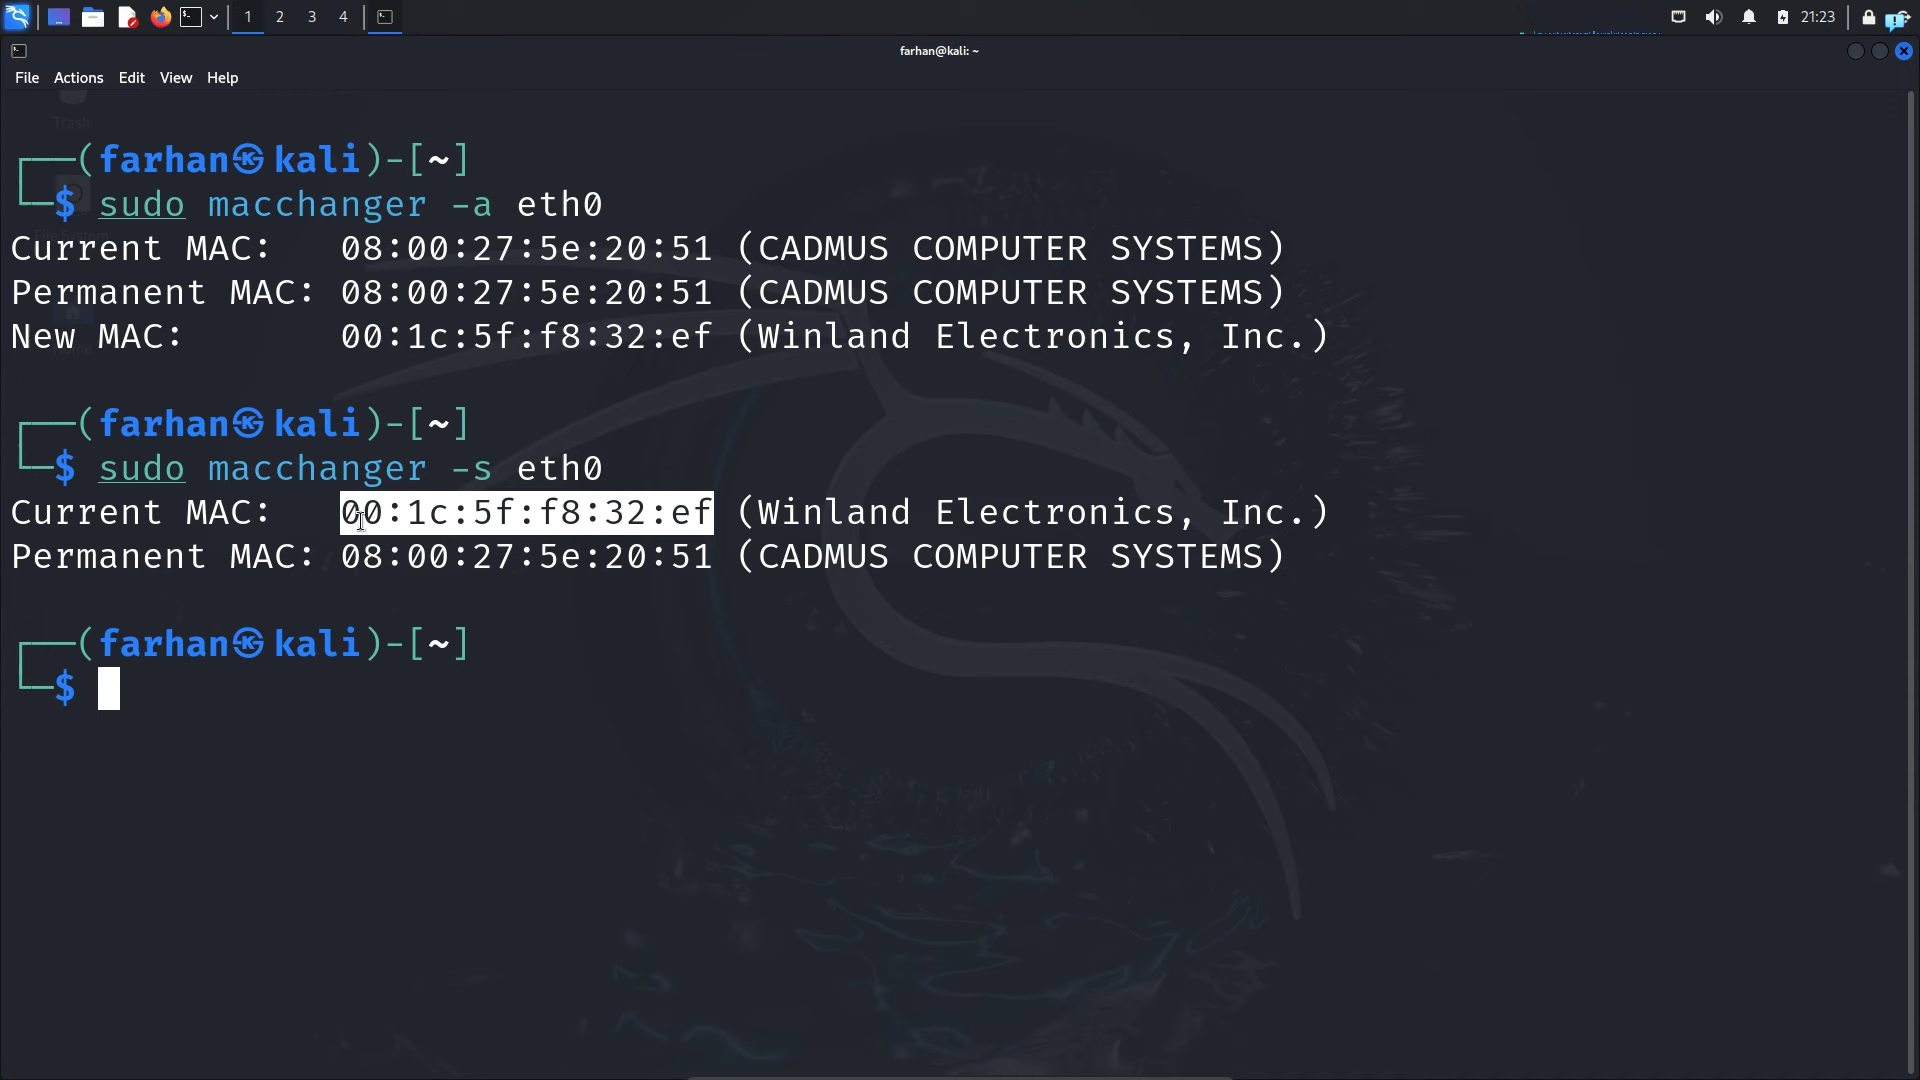 1 2 3 4 21:23
farhan@kali: ~
File Actions Edit View Help
Trash
┌──(farhan㉿kali)-[~]
└─$ sudo macchanger -a eth0
File System
Current MAC:   08:00:27:5e:20:51 (CADMUS COMPUTER SYSTEMS)
Permanent MAC: 08:00:27:5e:20:51 (CADMUS COMPUTER SYSTEMS)
New MAC:       00:1c:5f:f8:32:ef (Winland Electronics, Inc.)
Home
┌──(farhan㉿kali)-[~]
└─$ sudo macchanger -s eth0
Current MAC:   00:1c:5f:f8:32:ef (Winland Electronics, Inc.)
Permanent MAC: 08:00:27:5e:20:51 (CADMUS COMPUTER SYSTEMS)
┌──(farhan㉿kali)-[~]
└─$